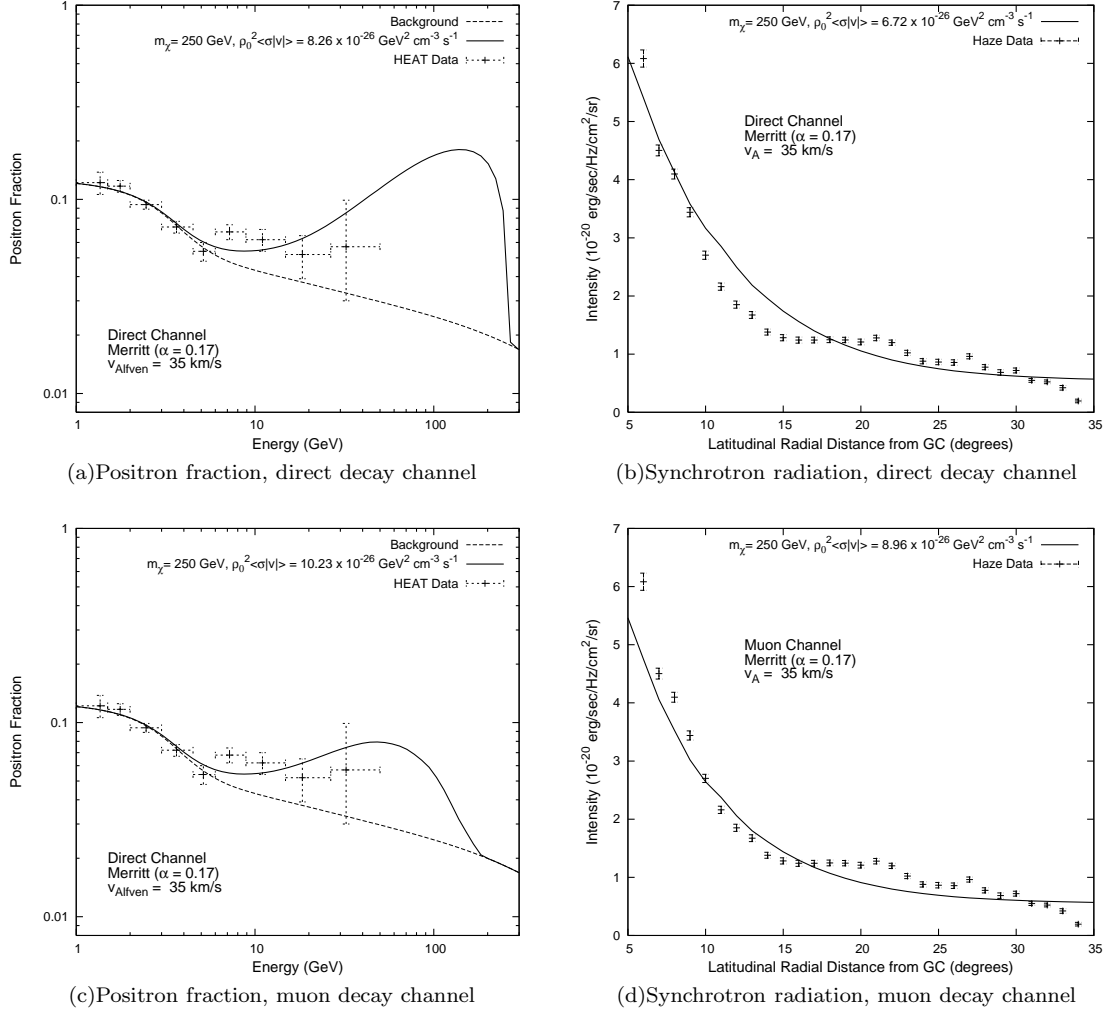 Background
mχ= 250 GeV, ρ0² <σ|v|> = 8.26 x 10⁻²⁶ GeV² cm⁻³ s⁻¹
HEAT Data
1
0.1
0.01
Positron Fraction
Direct Channel
Merritt (α = 0.17)
vAlfven = 35 km/s
1 10 100
Energy (GeV)
(a)Positron fraction, direct decay channel
mχ= 250 GeV, ρ0² <σ|v|> = 6.72 x 10⁻²⁶ GeV² cm⁻³ s⁻¹
Haze Data
7
6
5
4
3
2
1
0
Intensity (10⁻²⁰ erg/sec/Hz/cm²/sr)
Direct Channel
Merritt (α = 0.17)
vA = 35 km/s
5 10 15 20 25 30 35
Latitudinal Radial Distance from GC (degrees)
(b)Synchrotron radiation, direct decay channel
Background
mχ= 250 GeV, ρ0² <σ|v|> = 10.23 x 10⁻²⁶ GeV² cm⁻³ s⁻¹
HEAT Data
1
0.1
0.01
Positron Fraction
Direct Channel
Merritt (α = 0.17)
vAlfven = 35 km/s
1 10 100
Energy (GeV)
(c)Positron fraction, muon decay channel
mχ= 250 GeV, ρ0² <σ|v|> = 8.96 x 10⁻²⁶ GeV² cm⁻³ s⁻¹
Haze Data
7
6
5
4
3
2
1
0
Intensity (10⁻²⁰ erg/sec/Hz/cm²/sr)
Muon Channel
Merritt (α = 0.17)
vA = 35 km/s
5 10 15 20 25 30 35
Latitudinal Radial Distance from GC (degrees)
(d)Synchrotron radiation, muon decay channel